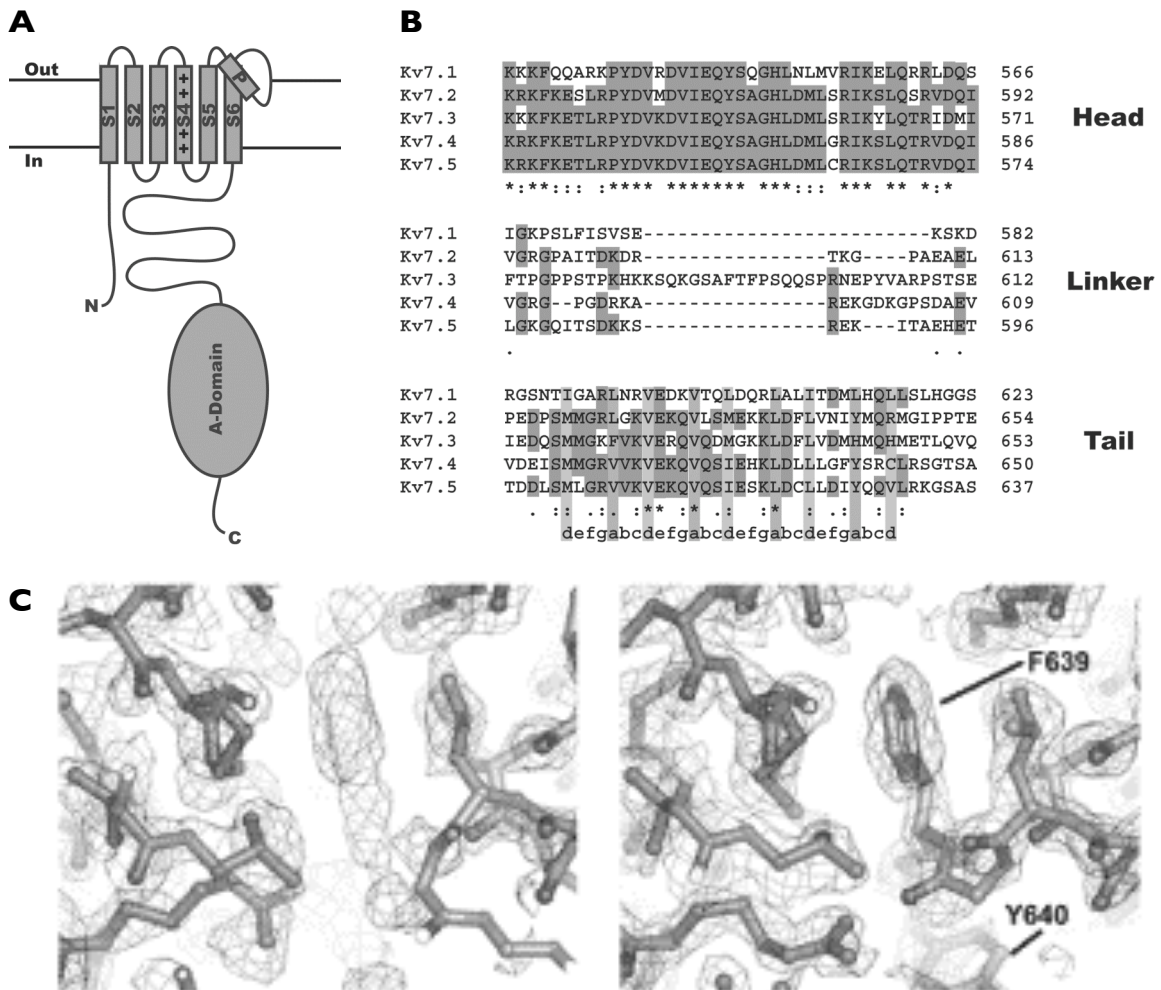 A
Out
In
S1
S2
S3
+ + S4 + +
S5
S6
P
N
A-Domain
C
B
Kv7.1 KKKFQQARKPYDVRDVIEQYSQGHLNLMVRIKELQRRLDQS 566
Kv7.2 KRKFKESLRPYDVMDVIEQYSAGHLDMLSRIKSLQSRVDQI 592
Kv7.3 KKKFKETLRPYDVKDVIEQYSAGHLDMLSRIKYLQTRIDMI 571
Kv7.4 KRKFKETLRPYDVKDVIEQYSAGHLDMLGRIKSLQTRVDQI 586
Kv7.5 KRKFKETLRPYDVKDVIEQYSAGHLDMLCRIKSLQTRVDQI 574
*:**::: :**** ******* ***::: *** ** *:*
Head
Kv7.1 IGKPSLFISVSE-------------------------KSKD 582
Kv7.2 VGRGPAITDKDR----------------TKG----PAEAEL 613
Kv7.3 FTPGPPSTPKHKKSQKGSAFTFPSQQSPRNEPYVARPSTSE 612
Kv7.4 VGRG--PGDRKA----------------REKGDKGPSDAEV 609
Kv7.5 LGKGQITSDKKS----------------REK----ITAEHET 596
. . .
Linker
Kv7.1 RGSNTIGARLNRVEDKVTQLDQRLALITDMLHQLLSLHGGS 623
Kv7.2 PEDPSMMGRLGKVEKQVLSMEKKLDFLVNIYMQRMGIPPTE 654
Kv7.3 IEDQSMMGKFVKVERQVQDMGKKLDFLVDMHMQHMETLQVQ 653
Kv7.4 VDEISMMGRVVKVEKQVQSIEHKLDLLLGFYSRCLRSGTSA 650
Kv7.5 TDDLSMLGRVVKVEKQVQSIESKLDCLLDIYQQVLRKGSAS 637
. :: .:. :** :* .: :* :: .: : :
defgabcdefgabcdefgabcdefgabcd
Tail
C
F639
Y640